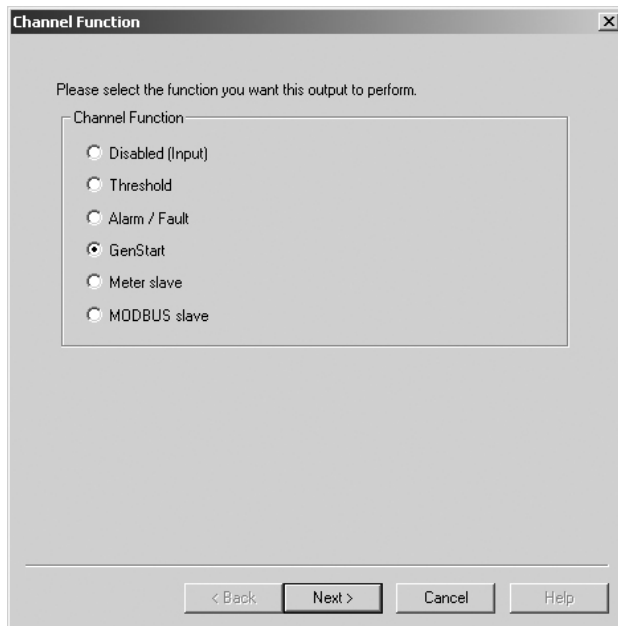 Channel Function
Please select the function you want this output to perform.
Channel Function
Disabled (Input)
Threshold
Alarm / Fault
GenStart
Meter slave
MODBUS slave
< Back
Next >
Cancel
Help